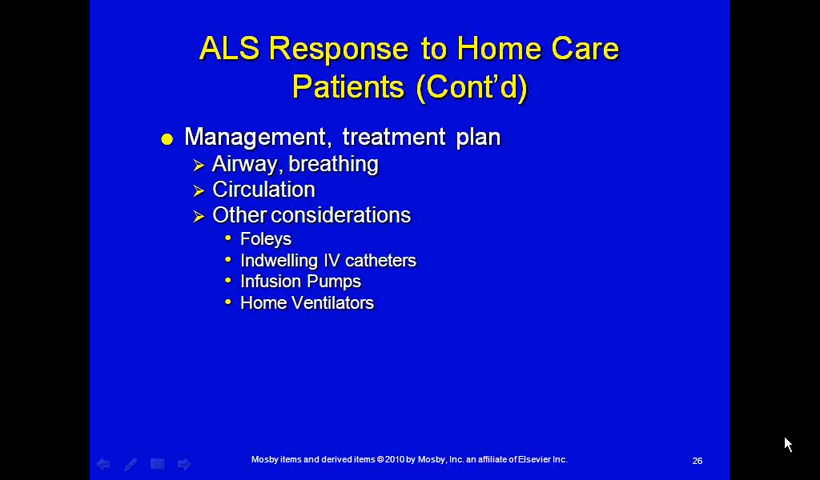 ALS Response to Home Care
Patients (Cont'd)
Management, treatment plan
Airway, breathing
Circulation
Other considerations
Foleys
Indwelling IV catheters
Infusion Pumps
Home Ventilators
Mosby items and derived items © 2010 by Mosby, Inc. an affiliate of Elsevier Inc.
26